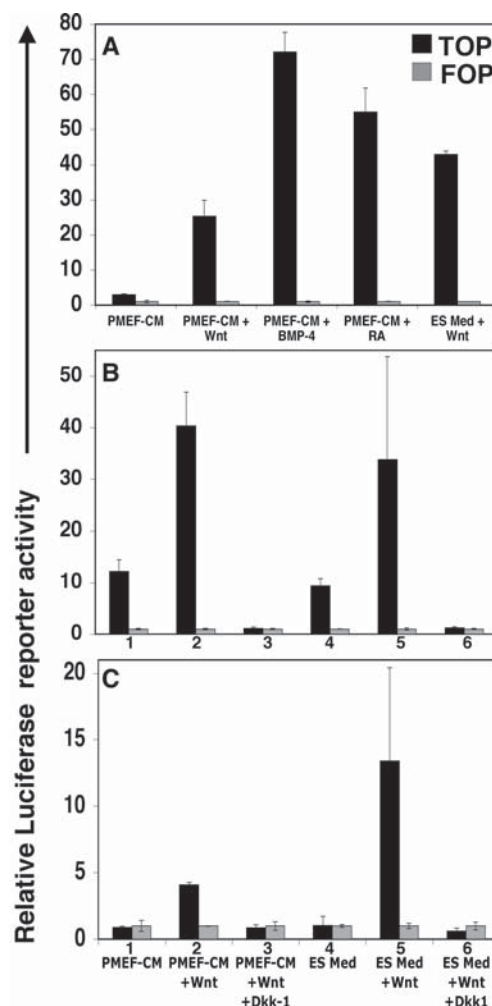 Relative Luciferase reporter activity
A
TOP
FOP
80
70
60
50
40
30
20
10
0
PMEF-CM
PMEF-CM +
Wnt
PMEF-CM +
BMP-4
PMEF-CM +
RA
ES Med +
Wnt
B
50
40
30
20
10
0
1
2
3
4
5
6
C
20
15
10
5
0
1
2
3
4
5
6
PMEF-CM
PMEF-CM
+Wnt
PMEF-CM
+Wnt
+Dkk-1
ES Med
ES Med
+Wnt
ES Med
+Wnt
+Dkk1